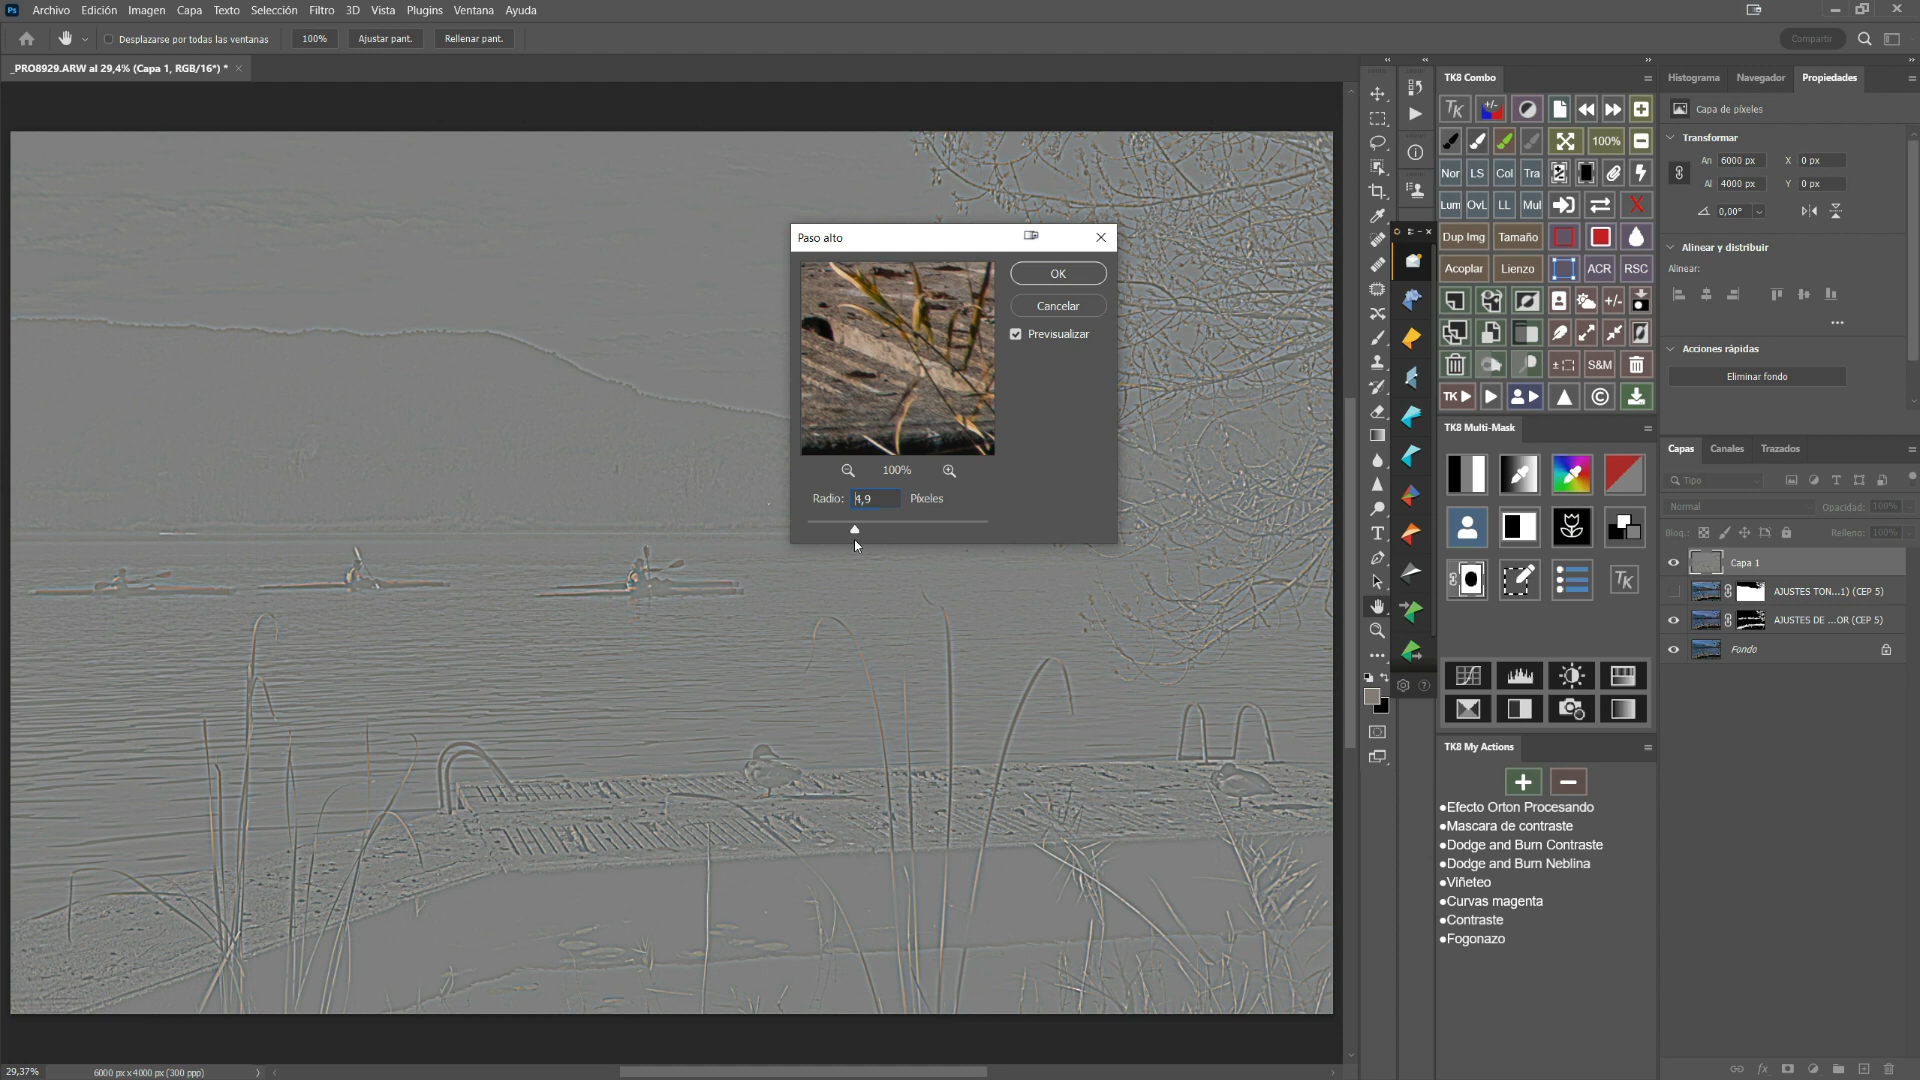 Ps Archivo Edición Imagen Capa Texto Selección Filtro 3D Vista Plugins Ventana Ayuda
Desplazarse por todas las ventanas 100% Ajustar pant. Rellenar pant. Compartir
_PRO8929.ARW al 29,4% (Capa 1, RGB/16*) * ×
Paso alto
OK
Cancelar
Previsualizar
100%
Radio: 4,9 Píxeles
29,37% 6000 px x 4000 px (300 ppp)
TK8 Combo
TK +/-
100%
Nor LS Col Tra
Lum OvL LL Mul X
Dup Img Tamaño
Acoplar Lienzo ACR RSC
+/-
S&M
TK
TK8 Multi-Mask
TK
TK8 My Actions
●Efecto Orton Procesando
●Mascara de contraste
●Dodge and Burn Contraste
●Dodge and Burn Neblina
●Viñeteo
●Curvas magenta
●Contraste
●Fogonazo
Histograma Navegador Propiedades
Capa de píxeles
Transformar
An 6000 px X 0 px
Al 4000 px Y 0 px
0,00°
Alinear y distribuir
Alinear:
Acciones rápidas
Eliminar fondo
Capas Canales Trazados
Tipo
Normal Opacidad: 100%
Bloq.: Relleno: 100%
Capa 1
AJUSTES TON...1) (CEP 5)
AJUSTES DE ...OR (CEP 5)
Fondo
fx